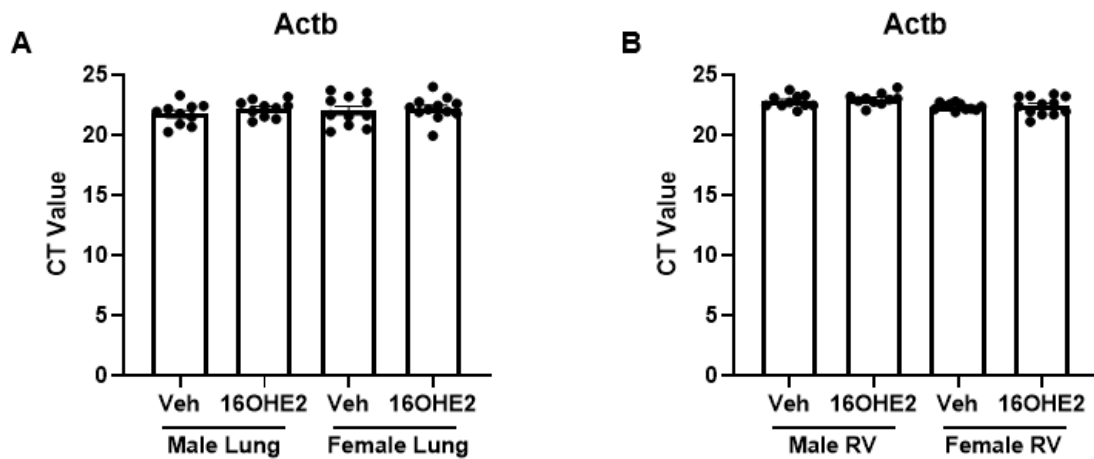 A
Actb
CT Value
25
20
15
10
5
0
Veh 16OHE2 Veh 16OHE2
Male Lung Female Lung
B
Actb
CT Value
25
20
15
10
5
0
Veh 16OHE2 Veh 16OHE2
Male RV Female RV